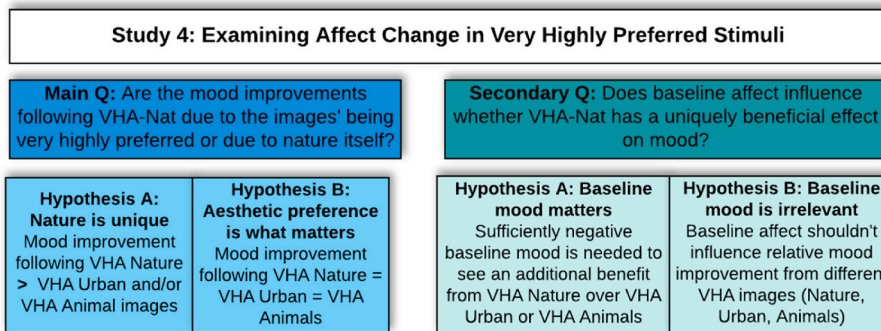 Study 4: Examining Affect Change in Very Highly Preferred Stimuli
Main Q: Are the mood improvements
following VHA-Nat due to the images' being
very highly preferred or due to nature itself?
Secondary Q: Does baseline affect influence
whether VHA-Nat has a uniquely beneficial effect
on mood?
Hypothesis A:
Nature is unique
Mood improvement
following VHA Nature
> VHA Urban and/or
VHA Animal images
Hypothesis B:
Aesthetic preference
is what matters
Mood improvement
following VHA Nature =
VHA Urban = VHA
Animals
Hypothesis A: Baseline
mood matters
Sufficiently negative
baseline mood is needed to
see an additional benefit
from VHA Nature over VHA
Urban or VHA Animals
Hypothesis B: Baseline
mood is irrelevant
Baseline affect shouldn't
influence relative mood
improvement from different
VHA images (Nature,
Urban, Animals)